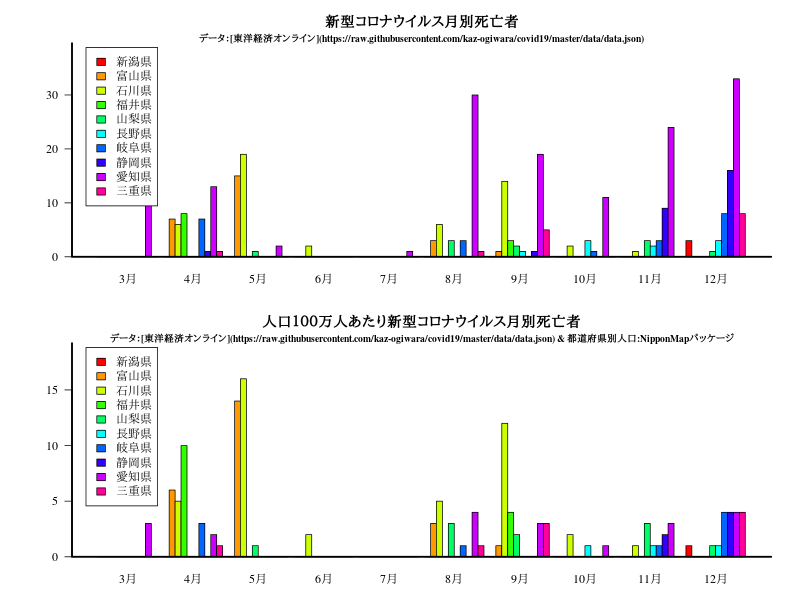 新型コロナウイルス月別死亡者
データ:[東洋経済オンライン](https://raw.githubusercontent.com/kaz-ogiwara/covid19/master/data/data.json)
新潟県
富山県
石川県
福井県
山梨県
長野県
岐阜県
静岡県
愛知県
三重県
30
20
10
0
3月 4月 5月 6月 7月 8月 9月 10月 11月 12月
人口100万人あたり新型コロナウイルス月別死亡者
データ:[東洋経済オンライン](https://raw.githubusercontent.com/kaz-ogiwara/covid19/master/data/data.json) & 都道府県別人口:NipponMapパッケージ
新潟県
富山県
石川県
福井県
山梨県
長野県
岐阜県
静岡県
愛知県
三重県
15
10
5
0
3月 4月 5月 6月 7月 8月 9月 10月 11月 12月